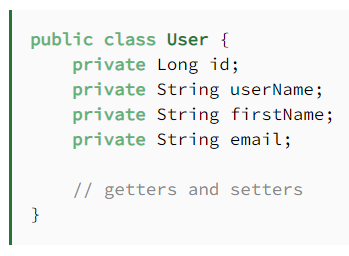 public class User {
    private Long id;
    private String userName;
    private String firstName;
    private String email;

    // getters and setters
}